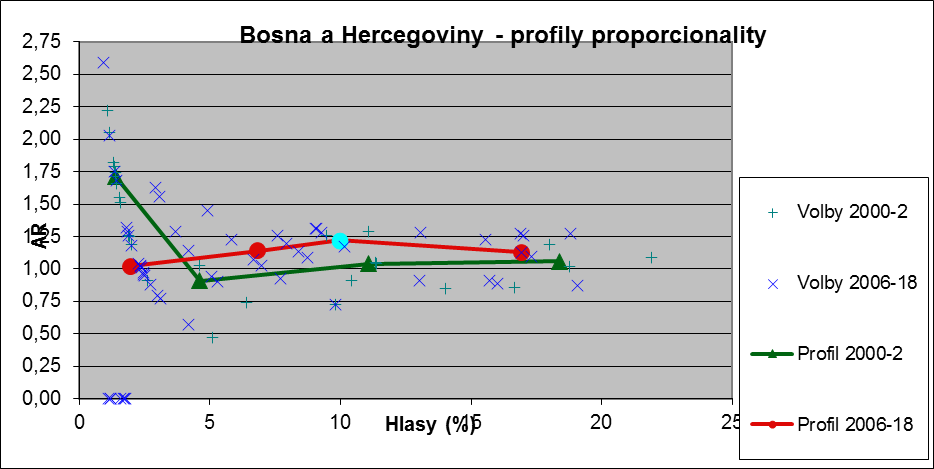 Bosna a Hercegoviny - profily proporcionality
2,75
2,50
2,25
2,00
1,75
1,50
1,25
1,00
0,75
0,50
0,25
0,00
AR
0 5 10 15 20 25
Hlasy (%)
Volby 2000-2
Volby 2006-18
Profil 2000-2
Profil 2006-18